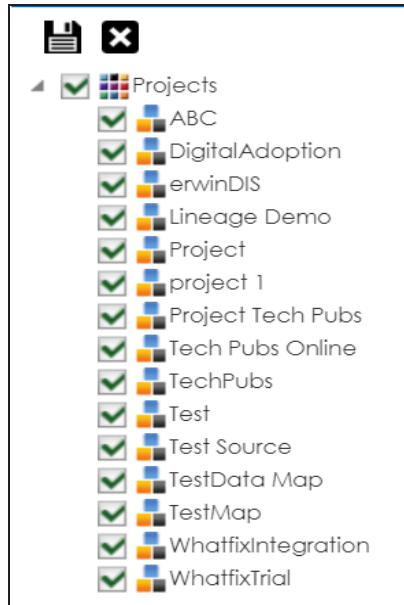 Projects
ABC
DigitalAdoption
erwinDIS
Lineage Demo
Project
project 1
Project Tech Pubs
Tech Pubs Online
TechPubs
Test
Test Source
TestData Map
TestMap
WhatfixIntegration
WhatfixTrial